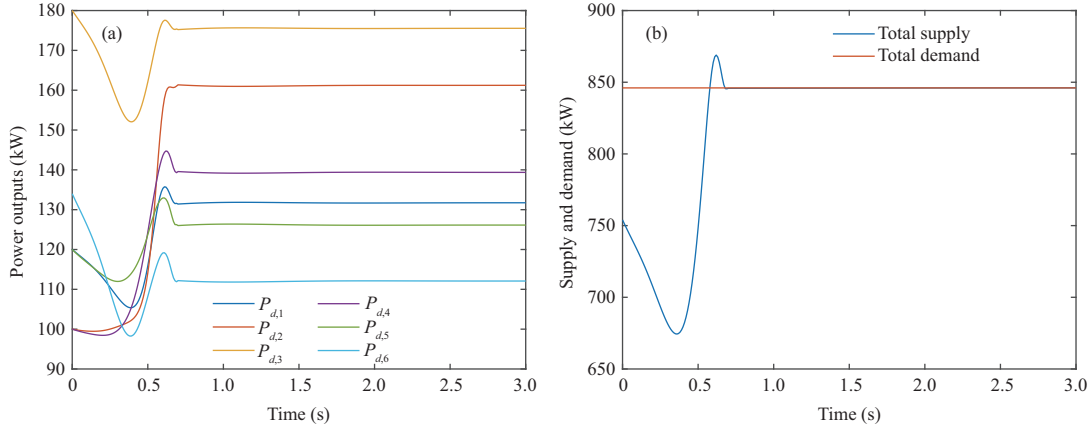 (a)
Power outputs (kW)
180
170
160
150
140
130
120
110
100
90
P_{d,1}
P_{d,2}
P_{d,3}
P_{d,4}
P_{d,5}
P_{d,6}
0
0.5
1.0
1.5
2.0
2.5
3.0
Time (s)
(b)
Supply and demand (kW)
900
850
800
750
700
650
Total supply
Total demand
0
0.5
1.0
1.5
2.0
2.5
3.0
Time (s)